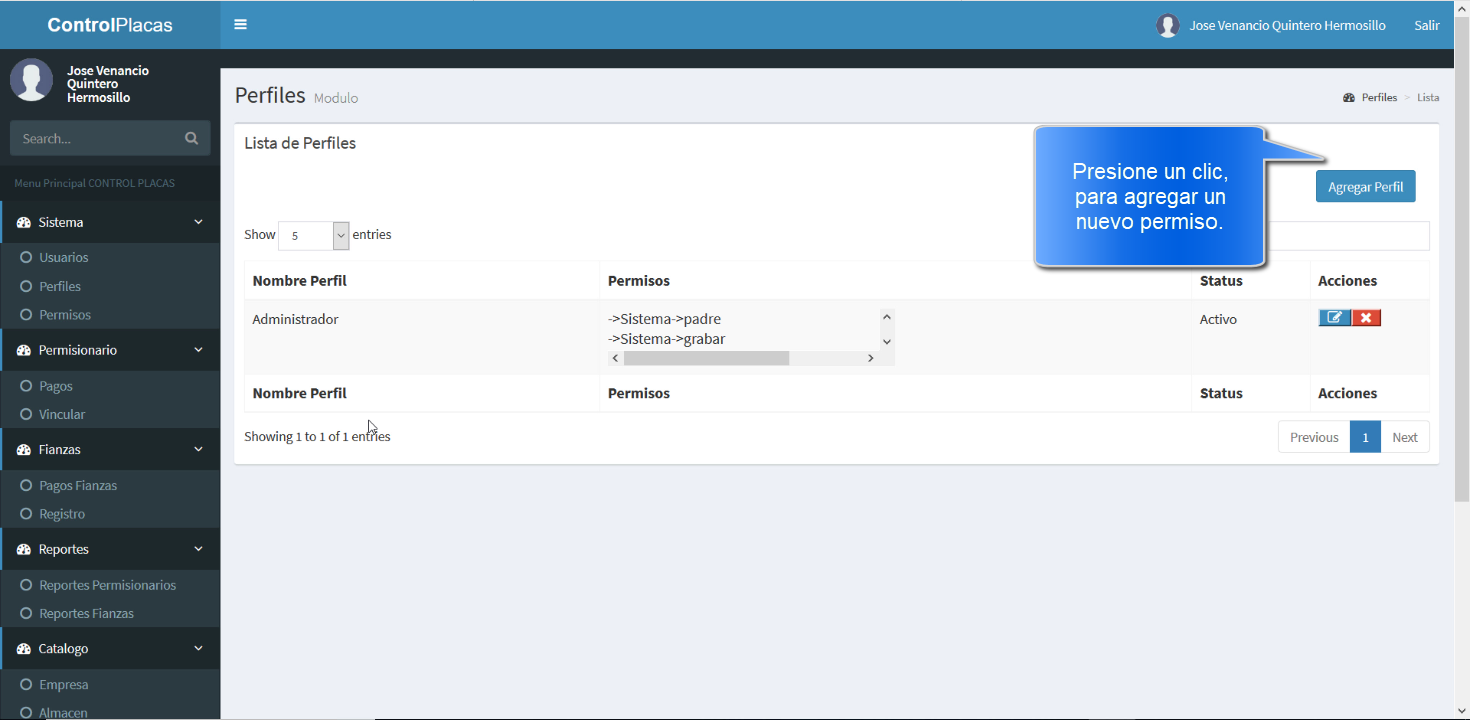 ControlPlacas
Jose Venancio Quintero Hermosillo
Salir
Jose Venancio
Quintero
Hermosillo
Search...
Menu Principal CONTROL PLACAS
Sistema
Usuarios
Perfiles
Permisos
Permisionario
Pagos
Vincular
Fianzas
Pagos Fianzas
Registro
Reportes
Reportes Permisionarios
Reportes Fianzas
Catalogo
Empresa
Almacen
Perfiles Modulo
Perfiles > Lista
Lista de Perfiles
Presione un clic,
para agregar un
nuevo permiso.
Agregar Perfil
Show 5 entries
Nombre Perfil Permisos Status Acciones
Administrador ->Sistema->padre Activo
->Sistema->grabar
Nombre Perfil Permisos Status Acciones
Showing 1 to 1 of 1 entries
Previous 1 Next